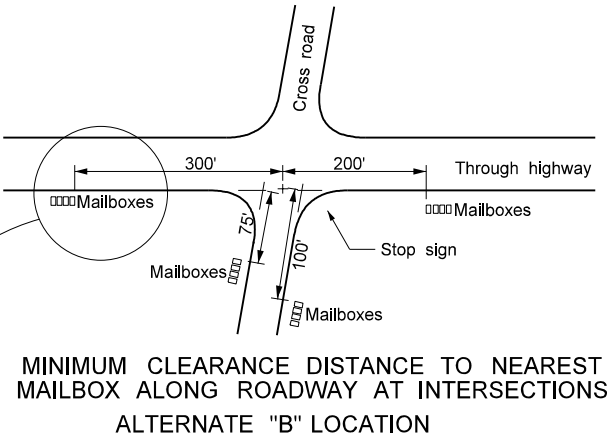 Cross road
300'
200'
Through highway
Mailboxes
Mailboxes
75'
100'
Stop sign
Mailboxes
Mailboxes
MINIMUM CLEARANCE DISTANCE TO NEAREST
MAILBOX ALONG ROADWAY AT INTERSECTIONS
ALTERNATE "B" LOCATION